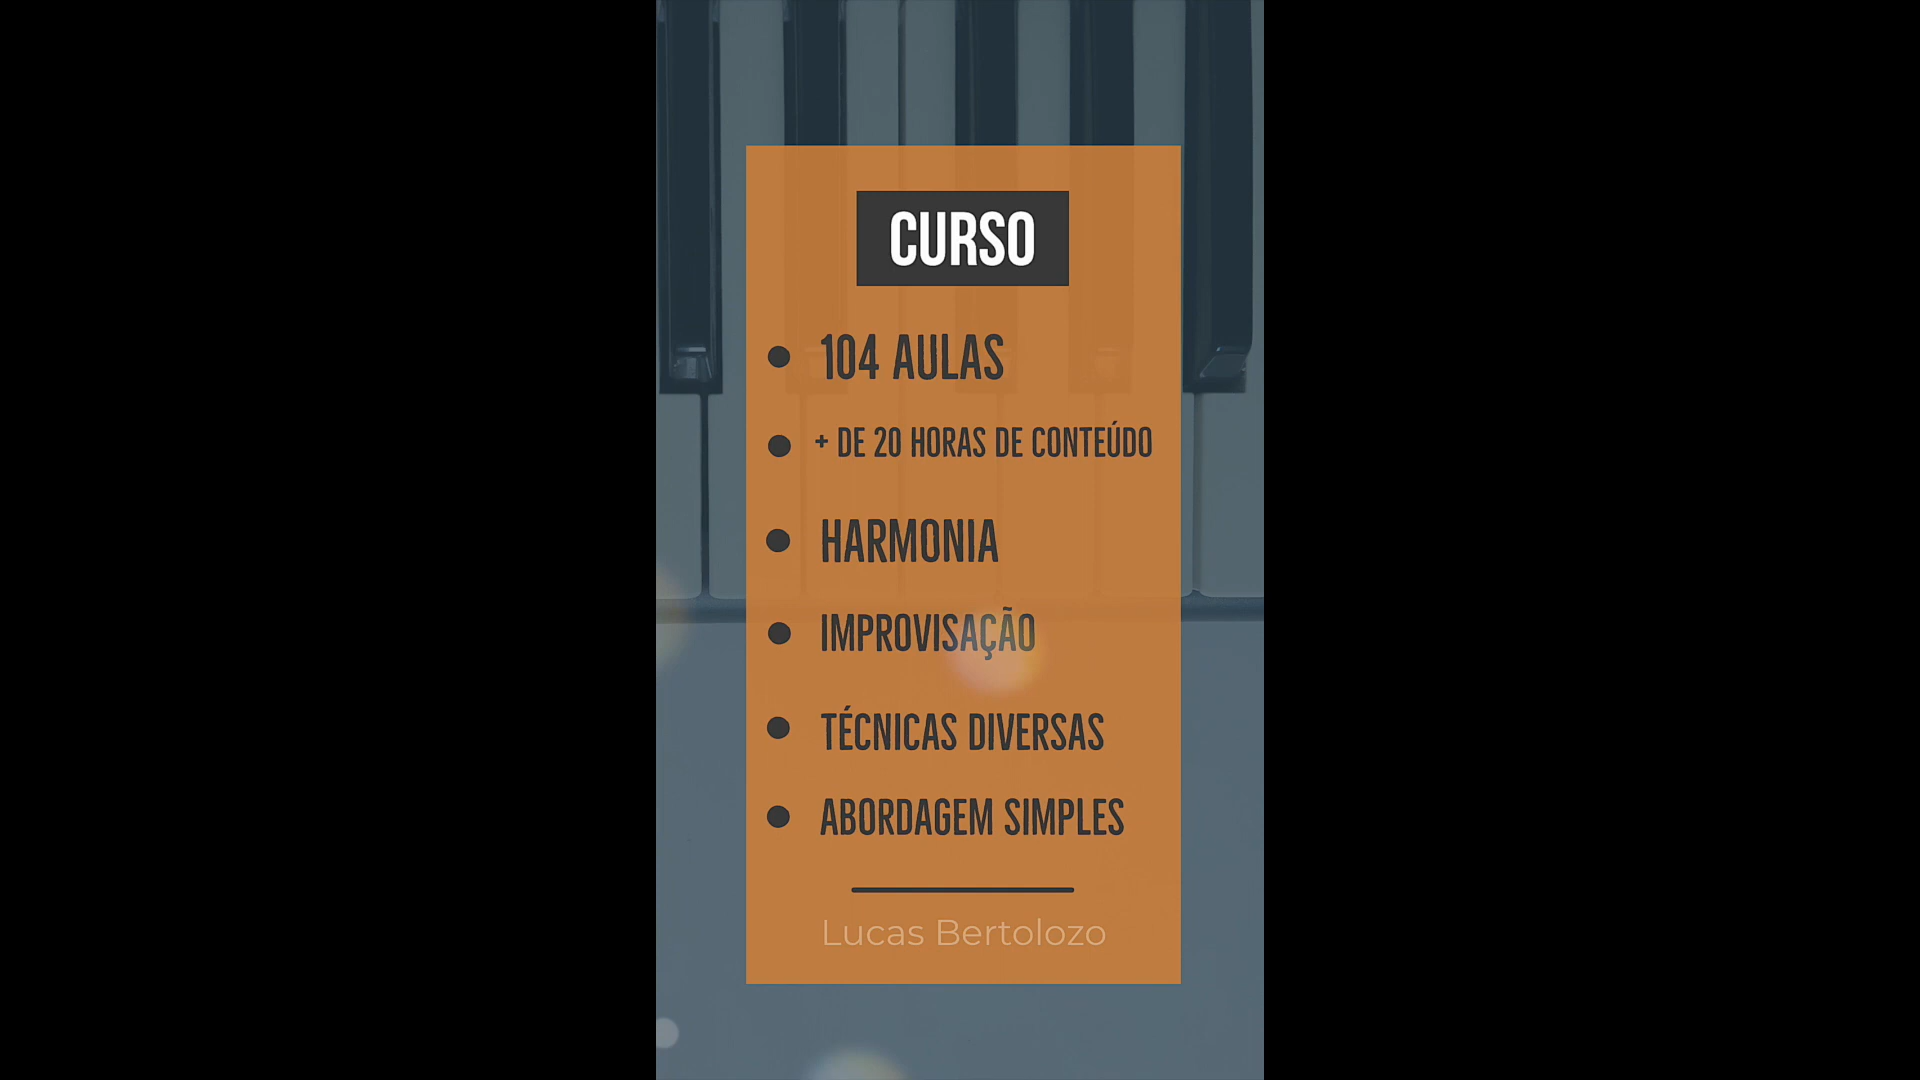 CURSO
104 AULAS
+ DE 20 HORAS DE CONTEÚDO
HARMONIA
IMPROVISAÇÃO
TÉCNICAS DIVERSAS
ABORDAGEM SIMPLES
Lucas Bertolozo